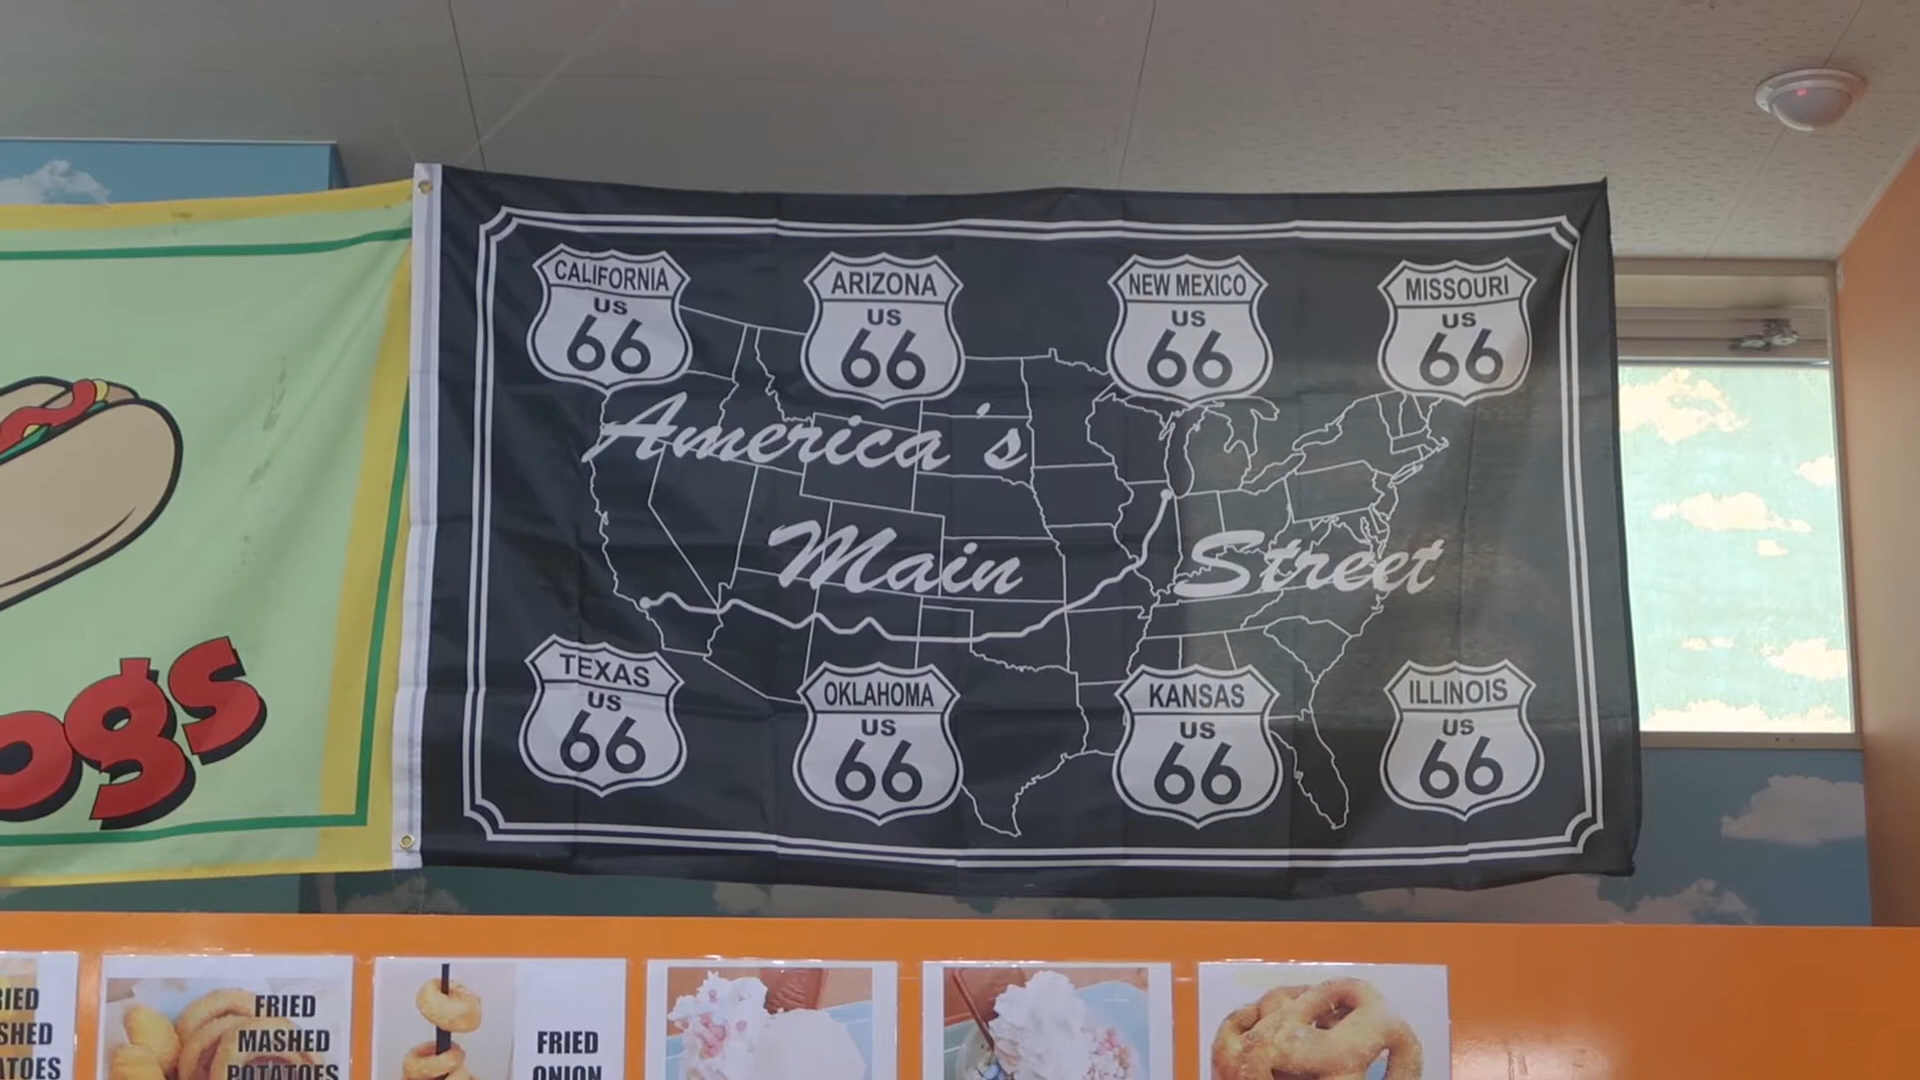 CALIFORNIA
US
66
ARIZONA
US
66
NEW MEXICO
US
66
MISSOURI
US
66
America's
Main Street
TEXAS
US
66
OKLAHOMA
US
66
KANSAS
US
66
ILLINOIS
US
66
ogs
FRIED
MASHED
POTATOES
FRIED
ONION